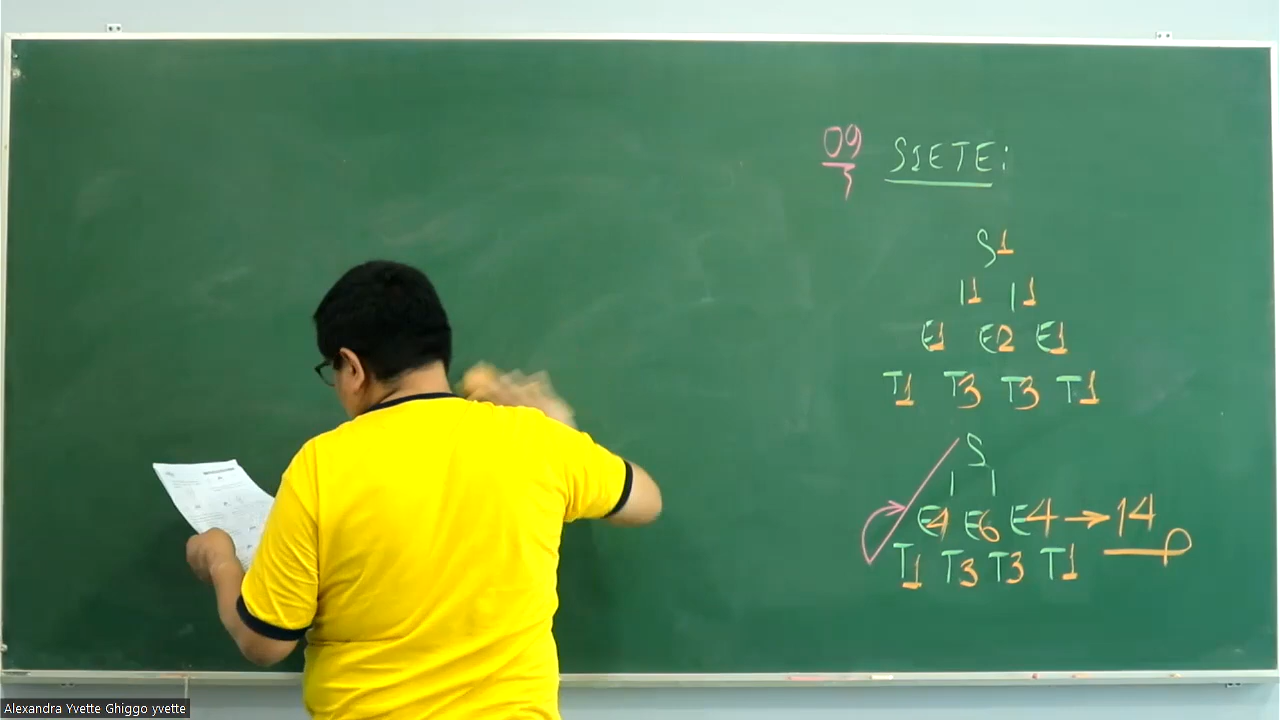 09 SIETE:
3
S1
I1 I1
E1 E2 E1
T1 T3 T3 T1
S
I I
E4 E6 E4 → 14
T1 T3 T3 T1
Alexandra Yvette Ghiggo yvette